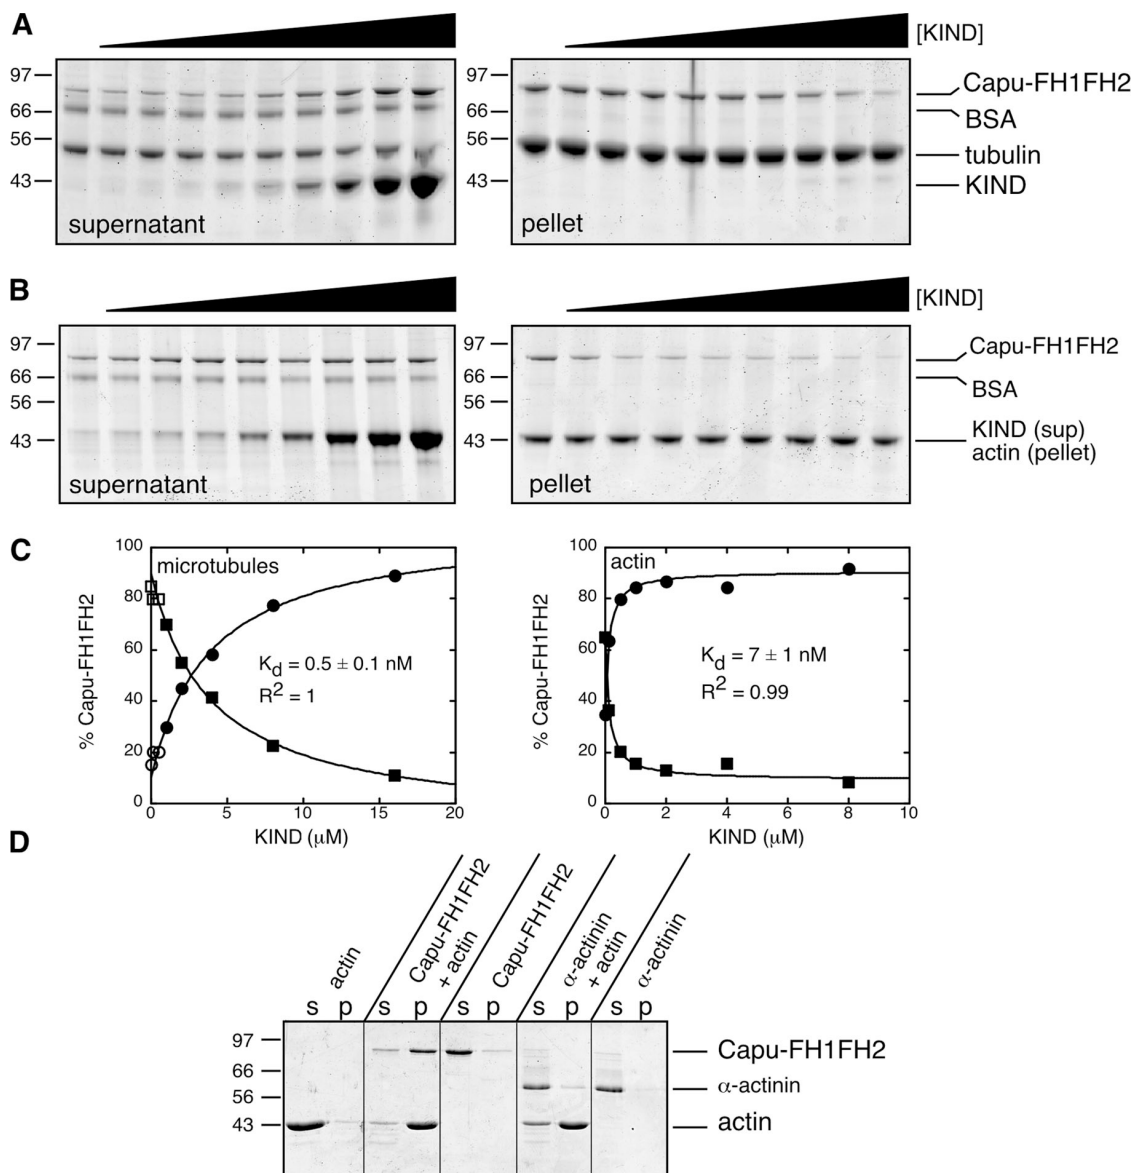 A
[KIND]
[KIND]
97
66
56
43
supernatant
97
66
56
43
pellet
Capu-FH1FH2
BSA
tubulin
KIND
B
[KIND]
97
66
56
43
supernatant
97
66
56
43
pellet
Capu-FH1FH2
BSA
KIND (sup)
actin (pellet)
C
100
80
60
40
20
0
% Capu-FH1FH2
microtubules
K_d = 0.5 ± 0.1 nM
R² = 1
0 5 10 15 20
KIND (μM)
100
80
60
40
20
0
% Capu-FH1FH2
actin
K_d = 7 ± 1 nM
R² = 0.99
0 2 4 6 8 10
KIND (μM)
D
actin
Capu-FH1FH2
+ actin
Capu-FH1FH2
α-actinin
+ actin
α-actinin
s p s p s p s p s p
97
66
56
43
Capu-FH1FH2
α-actinin
actin